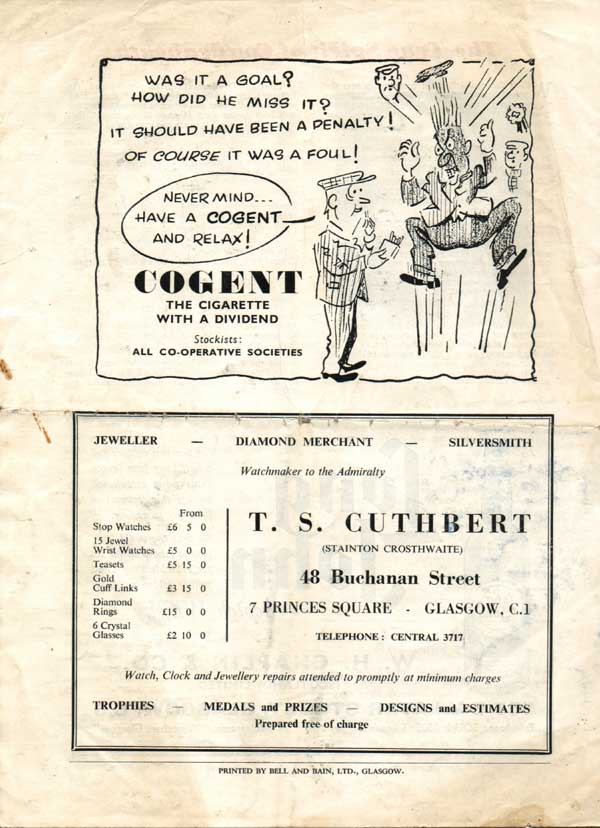 WAS IT A GOAL?
HOW DID HE MISS IT?
IT SHOULD HAVE BEEN A PENALTY!
OF COURSE IT WAS A FOUL!
NEVER MIND...
HAVE A COGENT
AND RELAX!
COGENT
THE CIGARETTE
WITH A DIVIDEND
Stockists:
ALL CO-OPERATIVE SOCIETIES
JEWELLER — DIAMOND MERCHANT — SILVERSMITH
Watchmaker to the Admiralty
From
Stop Watches £6 5 0
15 Jewel
Wrist Watches £5 0 0
Teasets £5 15 0
Gold
Cuff Links £3 15 0
Diamond
Rings £15 0 0
6 Crystal
Glasses £2 10 0
T. S. CUTHBERT
(STAINTON CROSTHWAITE)
48 Buchanan Street
7 PRINCES SQUARE - GLASGOW, C.1
TELEPHONE: CENTRAL 3717
Watch, Clock and Jewellery repairs attended to promptly at minimum charges
TROPHIES — MEDALS and PRIZES — DESIGNS and ESTIMATES
Prepared free of charge
PRINTED BY BELL AND BAIN, LTD., GLASGOW.